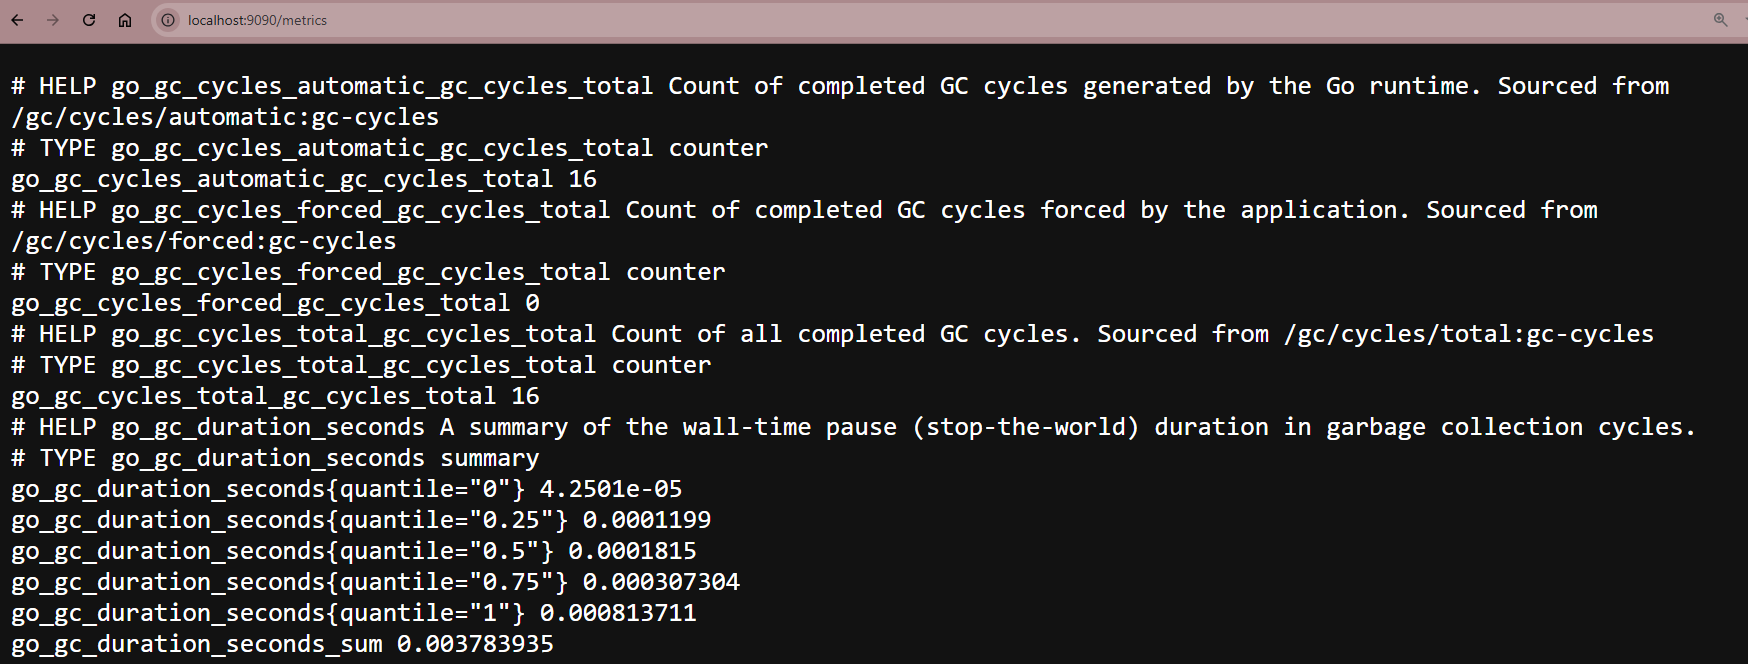 localhost:9090/metrics
# HELP go_gc_cycles_automatic_gc_cycles_total Count of completed GC cycles generated by the Go runtime. Sourced from
/gc/cycles/automatic:gc-cycles
# TYPE go_gc_cycles_automatic_gc_cycles_total counter
go_gc_cycles_automatic_gc_cycles_total 16
# HELP go_gc_cycles_forced_gc_cycles_total Count of completed GC cycles forced by the application. Sourced from
/gc/cycles/forced:gc-cycles
# TYPE go_gc_cycles_forced_gc_cycles_total counter
go_gc_cycles_forced_gc_cycles_total 0
# HELP go_gc_cycles_total_gc_cycles_total Count of all completed GC cycles. Sourced from /gc/cycles/total:gc-cycles
# TYPE go_gc_cycles_total_gc_cycles_total counter
go_gc_cycles_total_gc_cycles_total 16
# HELP go_gc_duration_seconds A summary of the wall-time pause (stop-the-world) duration in garbage collection cycles.
# TYPE go_gc_duration_seconds summary
go_gc_duration_seconds{quantile="0"} 4.2501e-05
go_gc_duration_seconds{quantile="0.25"} 0.0001199
go_gc_duration_seconds{quantile="0.5"} 0.0001815
go_gc_duration_seconds{quantile="0.75"} 0.000307304
go_gc_duration_seconds{quantile="1"} 0.000813711
go_gc_duration_seconds_sum 0.003783935